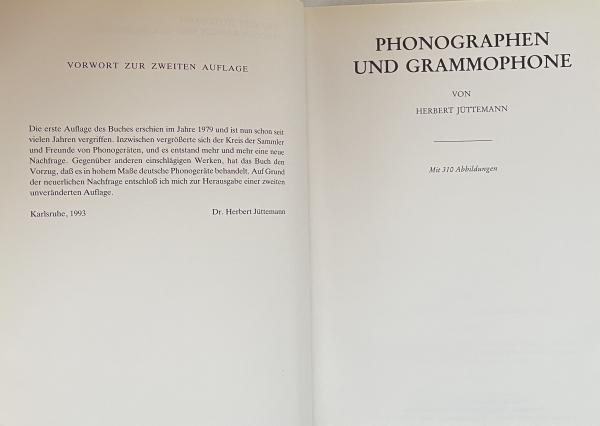 VORWORT ZUR ZWEITEN AUFLAGE
Die erste Auflage des Buches erschien im Jahre 1979 und ist nun schon seit
vielen Jahren vergriffen. Inzwischen vergrößerte sich der Kreis der Sammler
und Freunde von Phonogeräten, und es entstand mehr und mehr eine neue
Nachfrage. Gegenüber anderen einschlägigen Werken, hat das Buch den
Vorzug, daß es in hohem Maße deutsche Phonogeräte behandelt. Auf Grund
der neuerlichen Nachfrage entschloß ich mich zur Herausgabe einer zweiten
unveränderten Auflage.
Karlsruhe, 1993 Dr. Herbert Jüttemann
PHONOGRAPHEN
UND GRAMMOPHONE
VON
HERBERT JÜTTEMANN
Mit 310 Abbildungen